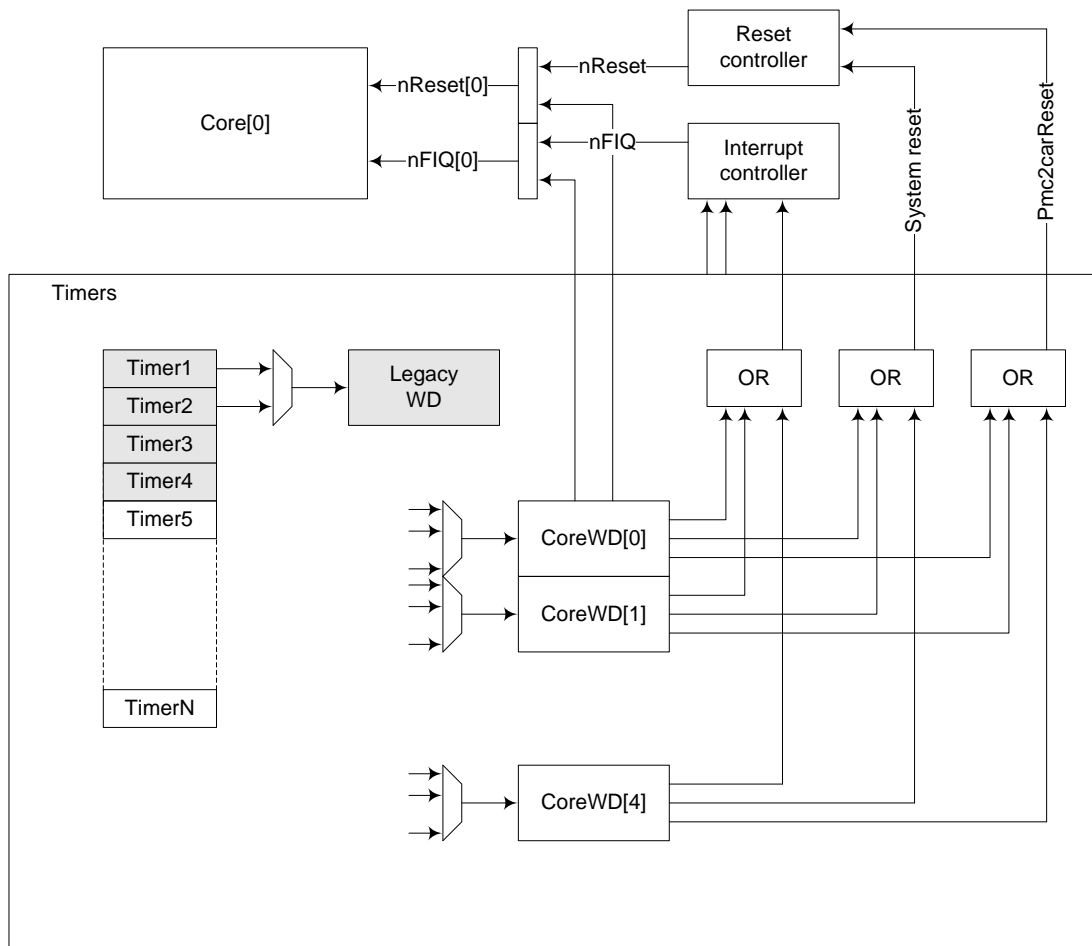 Reset
controller
nReset
nReset[0]
Core[0]
nFIQ
nFIQ[0]
Interrupt
controller
System reset
Pmc2carReset
Timers
Timer1
Timer2
Timer3
Timer4
Timer5
TimerN
Legacy
WD
OR
OR
OR
CoreWD[0]
CoreWD[1]
CoreWD[4]